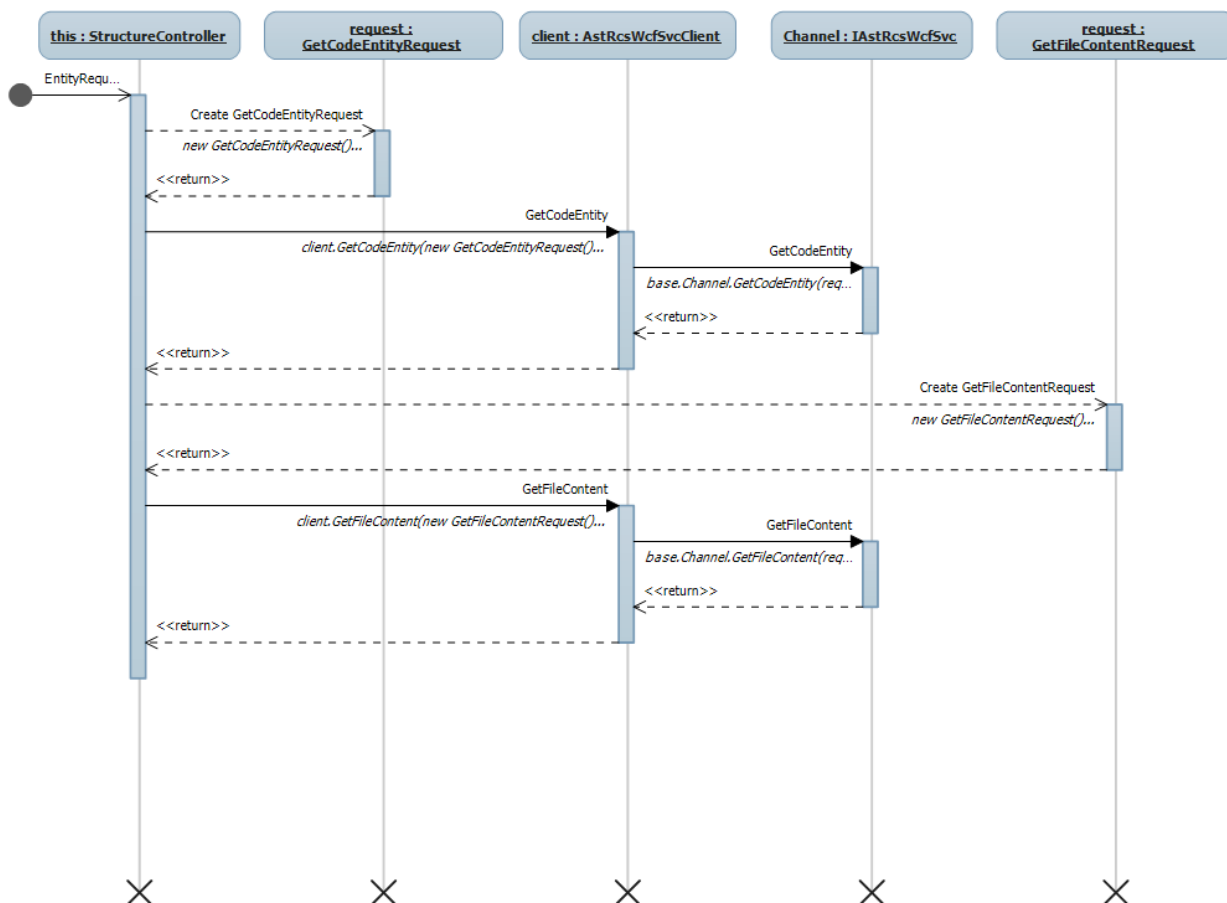 this : StructureController
request :
GetCodeEntityRequest
client : AstRcsWcfSvcClient
Channel : IAstRcsWcfSvc
request :
GetFileContentRequest
EntityRequ...
Create GetCodeEntityRequest
new GetCodeEntityRequest()...
<<return>>
GetCodeEntity
client.GetCodeEntity(new GetCodeEntityRequest()...
GetCodeEntity
base.Channel.GetCodeEntity(req...
<<return>>
<<return>>
Create GetFileContentRequest
new GetFileContentRequest()...
<<return>>
GetFileContent
client.GetFileContent(new GetFileContentRequest()...
GetFileContent
base.Channel.GetFileContent(req...
<<return>>
<<return>>